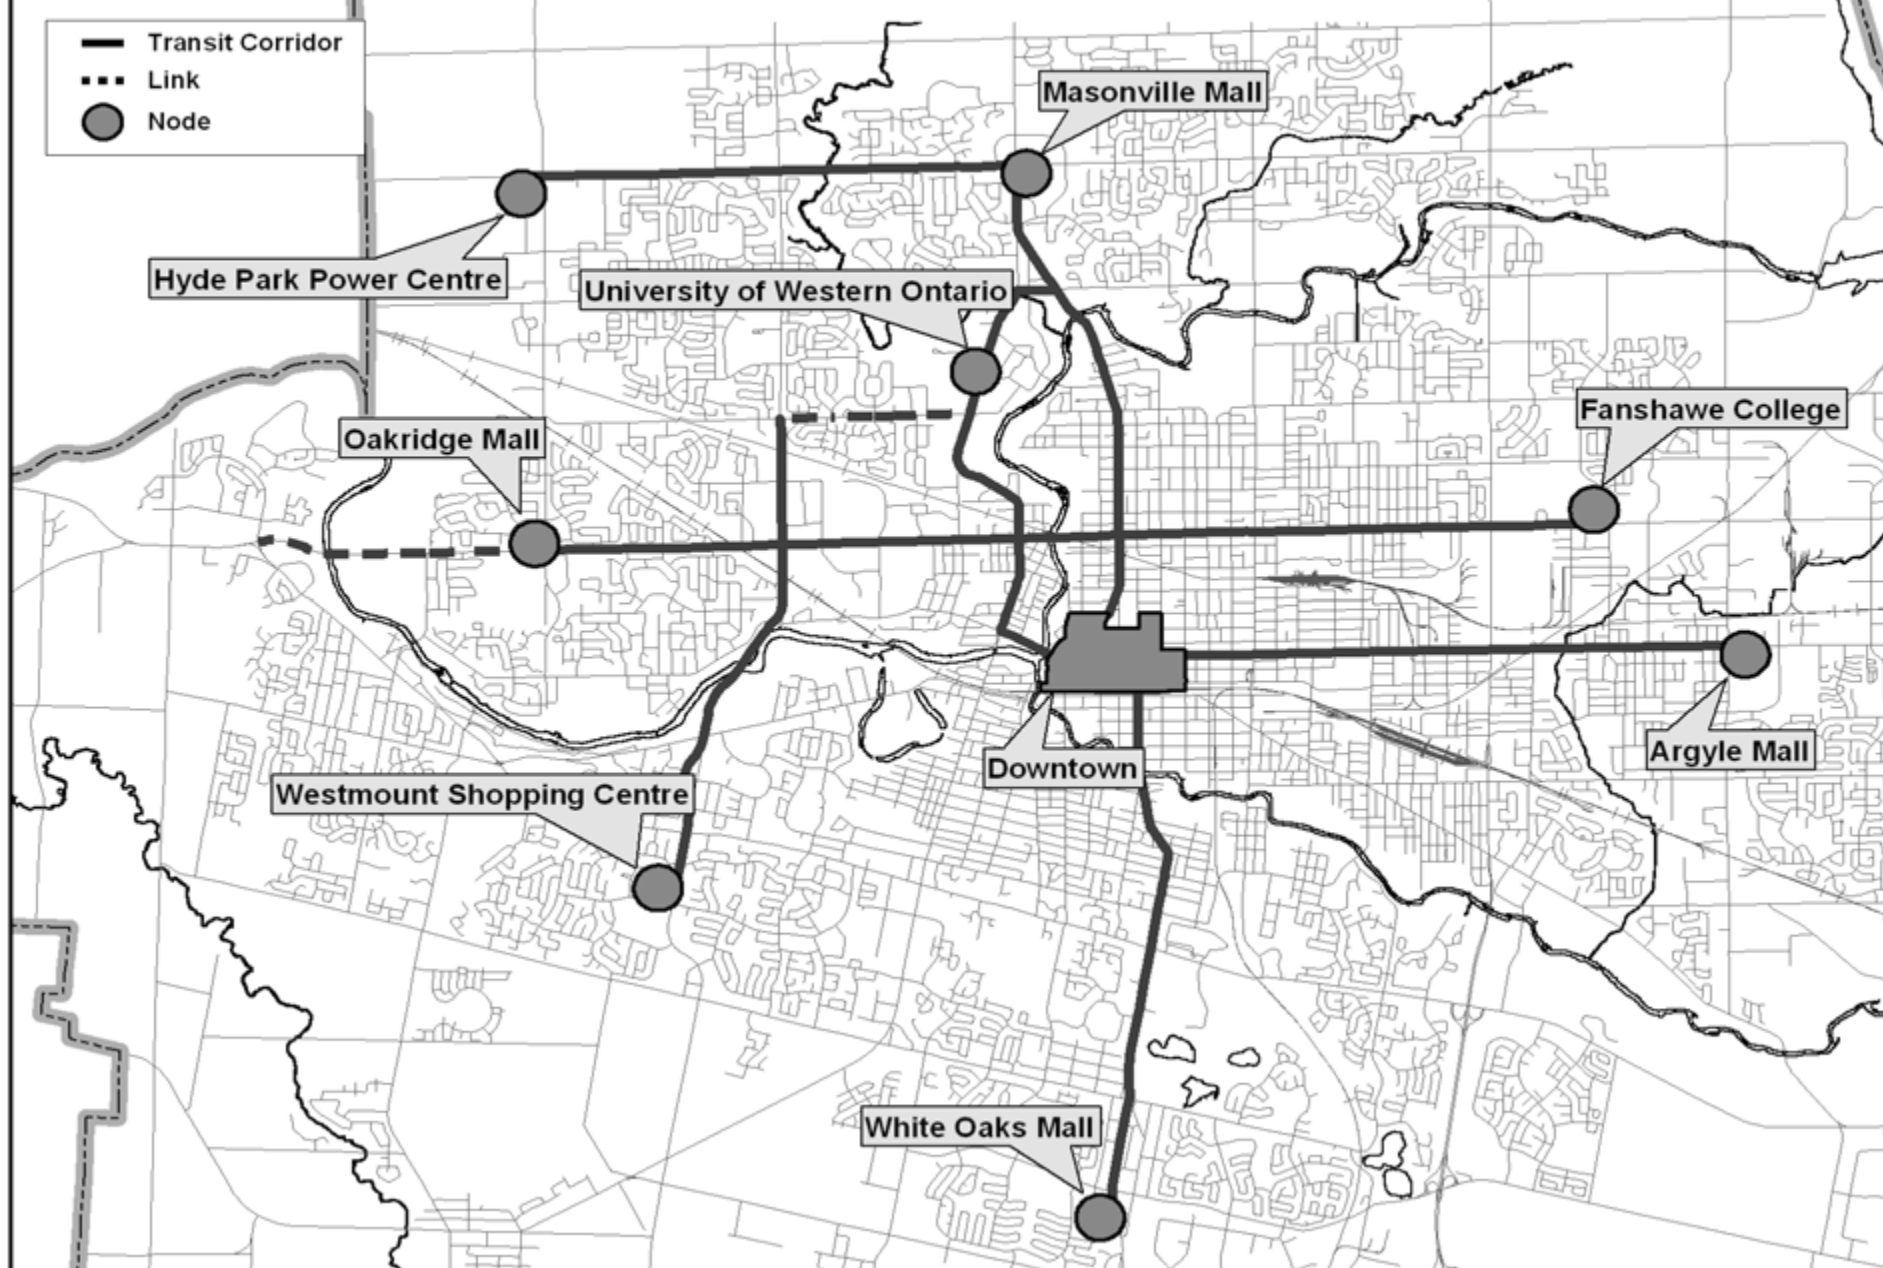 Transit Corridor
Link
Node
Masonville Mall
Hyde Park Power Centre
University of Western Ontario
Fanshawe College
Oakridge Mall
Argyle Mall
Downtown
Westmount Shopping Centre
White Oaks Mall